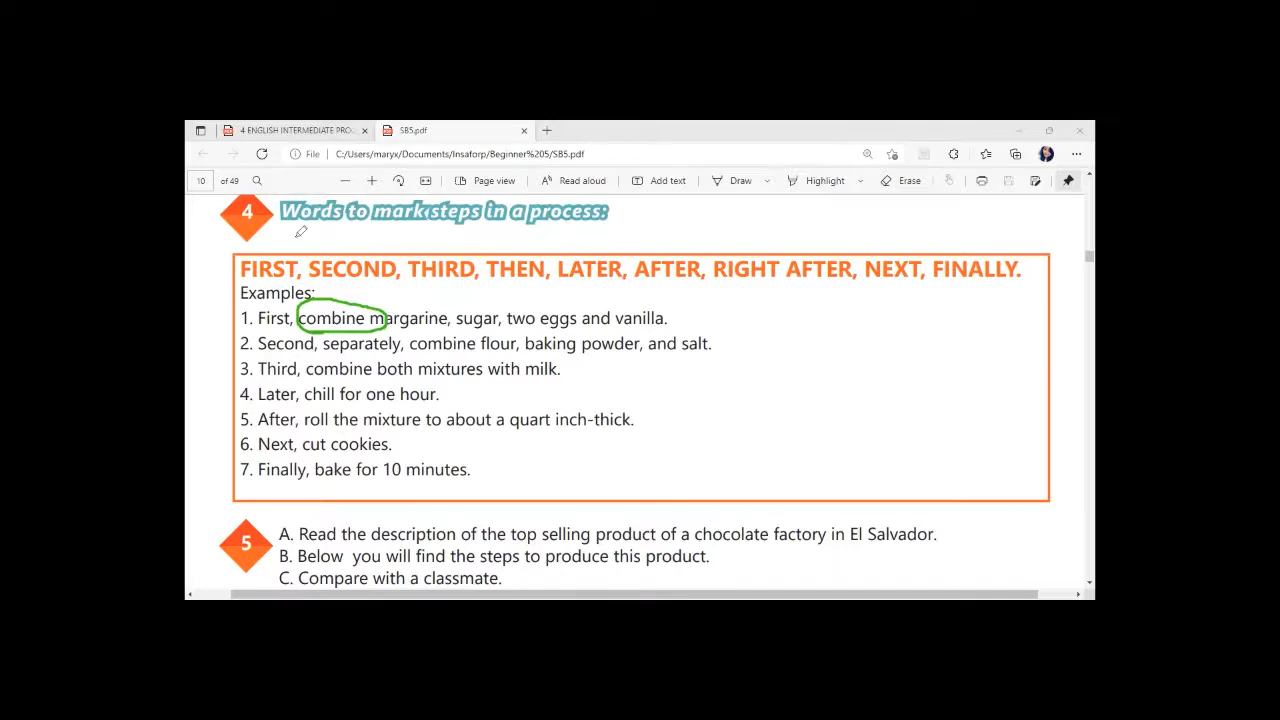 4 ENGLISH INTERMEDIATE PRO
SB5.pdf
File C:/Users/maryx/Documents/Insaforp/Beginner%205/SB5.pdf
10 of 49 Page view Read aloud Add text Draw Highlight Erase
4 Words to mark steps in a process:
FIRST, SECOND, THIRD, THEN, LATER, AFTER, RIGHT AFTER, NEXT, FINALLY.
Examples:
1. First, combine margarine, sugar, two eggs and vanilla.
2. Second, separately, combine flour, baking powder, and salt.
3. Third, combine both mixtures with milk.
4. Later, chill for one hour.
5. After, roll the mixture to about a quart inch-thick.
6. Next, cut cookies.
7. Finally, bake for 10 minutes.
5 A. Read the description of the top selling product of a chocolate factory in El Salvador.
B. Below you will find the steps to produce this product.
C. Compare with a classmate.